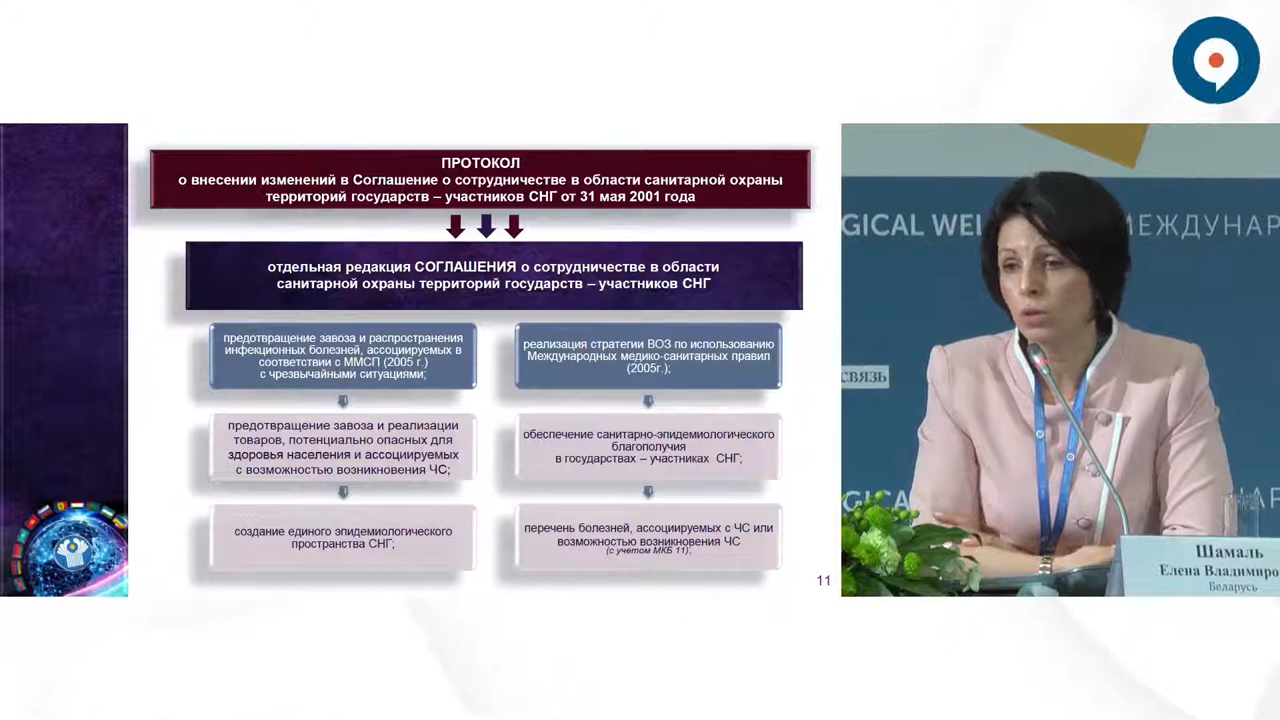 ПРОТОКОЛ
о внесении изменений в Соглашение о сотрудничестве в области санитарной охраны
территорий государств – участников СНГ от 31 мая 2001 года
отдельная редакция СОГЛАШЕНИЯ о сотрудничестве в области
санитарной охраны территорий государств – участников СНГ
предотвращение завоза и распространения
инфекционных болезней, ассоциируемых в
соответствии с ММСП (2005 г.)
с чрезвычайными ситуациями;
реализация стратегии ВОЗ по использованию
Международных медико-санитарных правил
(2005г.);
предотвращение завоза и реализации
товаров, потенциально опасных для
здоровья населения и ассоциируемых
с возможностью возникновения ЧС;
обеспечение санитарно-эпидемиологического
благополучия
в государствах – участниках СНГ;
создание единого эпидемиологического
пространства СНГ;
перечень болезней, ассоциируемых с ЧС или
возможностью возникновения ЧС
(с учетом МКБ 11);
11
GICAL WEL
МЕЖДУНАР
СВЯЗЬ
GICAL
НАР
Шамаль
Елена Владимиро
Беларусь